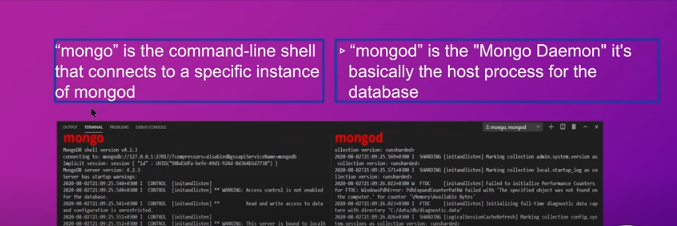 “mongo” is the command-line shell
that connects to a specific instance
of mongod
“mongod” is the "Mongo Daemon" it's
basically the host process for the
database
OUTPUT TERMINAL PROBLEMS DEBUG CONSOLE
2: mongo, mongod
mongo
MongoDB shell version v4.2.3
connecting to: mongodb://127.0.0.1:27017/?compressors=disabled&gssapiServiceName=mongodb
Implicit session: session
MongoDB server version: 4.2.3
Server has startup warnings:
2020-08-02T21:09:25.540+0300 I CONTROL [initandlisten]
2020-08-02T21:09:25.540+0300 I CONTROL [initandlisten] ** WARNING: Access control is not enabled
for the database.
2020-08-02T21:09:25.541+0300 I CONTROL [initandlisten] ** Read and write access to data
and configuration is unrestricted.
2020-08-02T21:09:25.551+0300 I CONTROL [initandlisten]
2020-08-02T21:09:25.551+0300 I CONTROL [initandlisten] ** WARNING: This server is bound to localh
mongod
ollection version: <unsharded>
2020-08-02T21:09:25.569+0300 I SHARDING [initandlisten] Marking collection admin.system.version as
collection version: <unsharded>
2020-08-02T21:09:25.571+0300 I SHARDING [initandlisten] Marking collection local.startup_log as co
llection version: <unsharded>
2020-08-02T21:09:26.022+0300 W FTDC [initandlisten] Failed to initialize Performance Counters
for FTDC: WindowsPdhError: PdhExpandCounterPathW failed with 'The specified object was not found on
the computer.' for counter '\Memory\Available Bytes'
2020-08-02T21:09:26.023+0300 I FTDC [initandlisten] Initializing full-time diagnostic data cap
ture with directory 'C:/data/db/diagnostic.data'
2020-08-02T21:09:26.026+0300 I SHARDING [LogicalSessionCacheRefresh] Marking collection config.sys
tem.sessions as collection version: <unsharded>